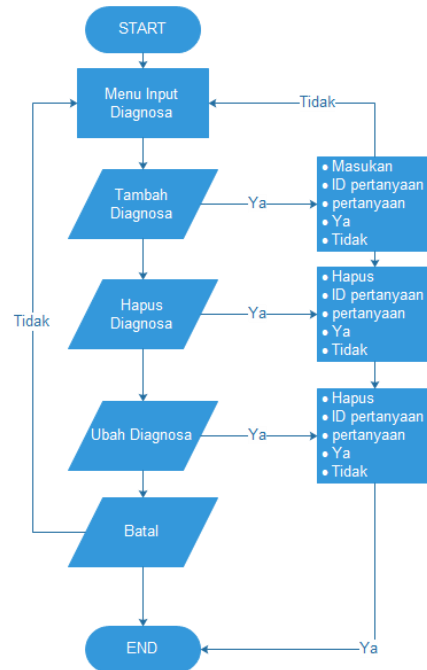 START
Menu Input
Diagnosa
Tidak
Tambah
Diagnosa
Ya
• Masukan
• ID pertanyaan
• pertanyaan
• Ya
• Tidak
Hapus
Diagnosa
Ya
• Hapus
• ID pertanyaan
• pertanyaan
• Ya
• Tidak
Tidak
Ubah Diagnosa
Ya
• Hapus
• ID pertanyaan
• pertanyaan
• Ya
• Tidak
Batal
END
Ya